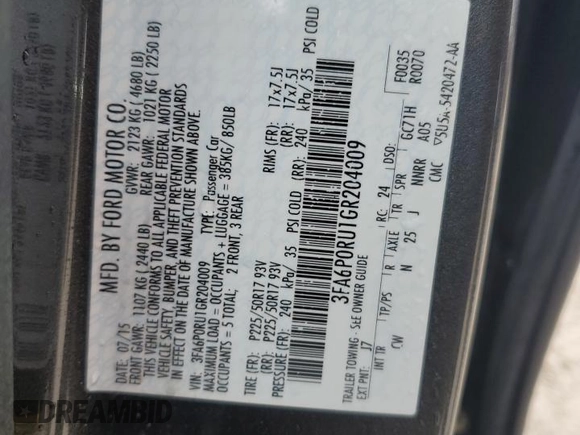 MFD. BY FORD MOTOR CO.
DATE: 07/15 GVWR: 2123 KG ( 4680 LB)
FRONT GAWR: 1107 KG (2440 LB) REAR GAWR: 1021 KG ( 2250 LB)
THIS VEHICLE CONFORMS TO ALL APPLICABLE FEDERAL MOTOR
VEHICLE SAFETY, BUMPER, AND THEFT PREVENTION STANDARDS
IN EFFECT ON THE DATE OF MANUFACTURE SHOWN ABOVE.
VIN: 3FA6P0RU1GR204009 TYPE: Passenger Car
MAXIMUM LOAD = OCCUPANTS + LUGGAGE = 385KG/ 850LB
OCCUPANTS = 5 TOTAL; 2 FRONT, 3 REAR
TIRE (FR): P225/50R17 93V RIMS (FR): 17x7.5J
(RR): P225/50R17 93V (RR): 17x7.5J
PRESSURE (FR): 240 kPa/ 35 PSI COLD (RR): 240 kPa/ 35 PSI COLD
3FA6P0RU1GR204009
TRAILER TOWING - SEE OWNER GUIDE
EXT PNT: J7 RC: 24 DSO: F0035
R0070
INT TR TP/PS R AXLE TR SPR GC71H
CW N 25 J NNRR A05
CMC
▽5U5A-5420472-AA
DREAMBID